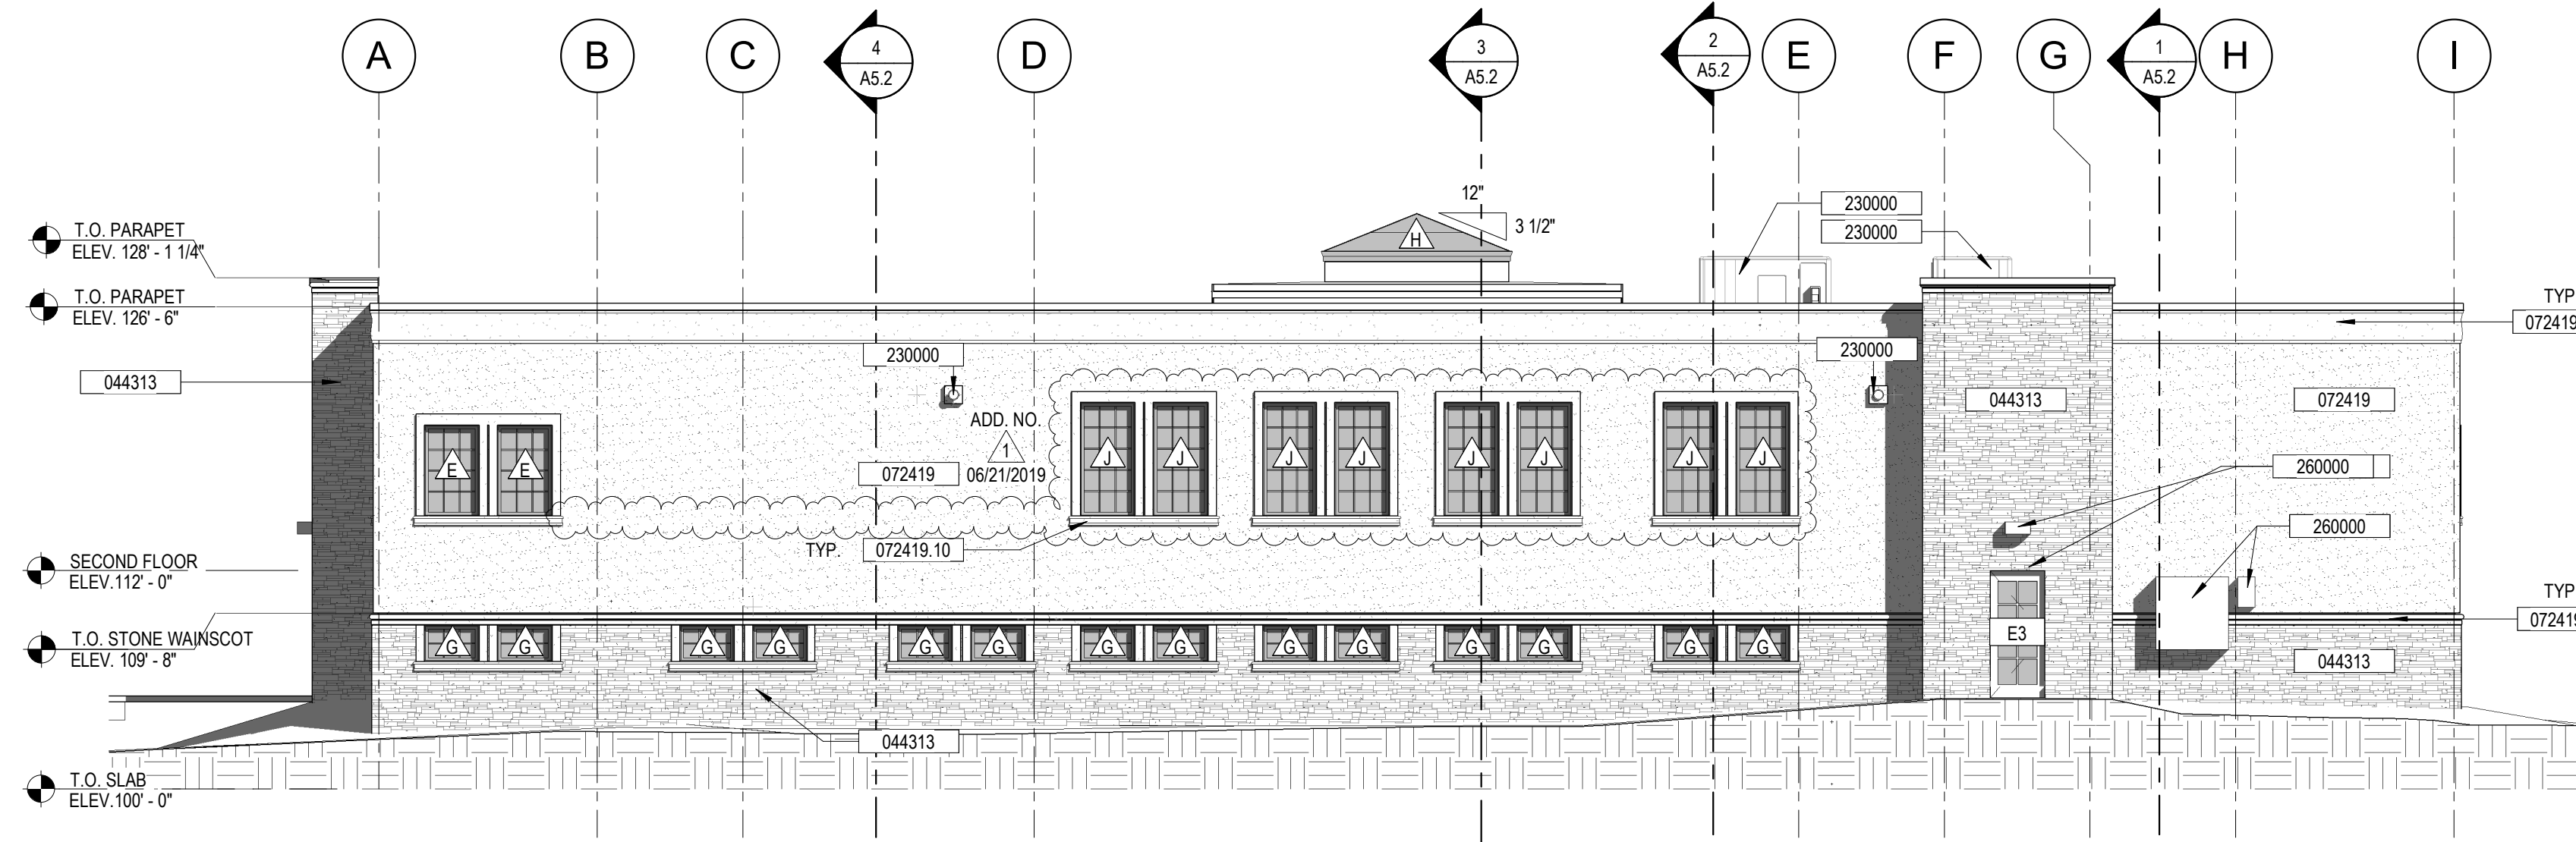 A
B
C
4
A5.2
D
3
A5.2
2
A5.2
E
F
G
1
A5.2
H
I
12"
3 1/2"
H
230000
230000
T.O. PARAPET
ELEV. 128' - 1 1/4"
T.O. PARAPET
ELEV. 126' - 6"
TYP
072419
230000
230000
044313
044313
072419
ADD. NO.
1
06/21/2019
072419
E E
J J J J J J J J
260000
260000
TYP.
072419.10
SECOND FLOOR
ELEV.112' - 0"
TYP
072419
T.O. STONE WAINSCOT
ELEV. 109' - 8"
G G G G G G G G G G G G G G
E3
044313
044313
T.O. SLAB
ELEV.100' - 0"